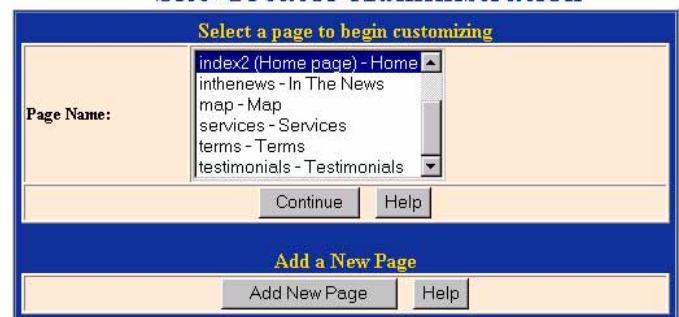 Select a page to begin customizing
Page Name:
index2 (Home page) - Home
inthenews - In The News
map - Map
services - Services
terms - Terms
testimonials - Testimonials
Continue Help
Add a New Page
Add New Page Help